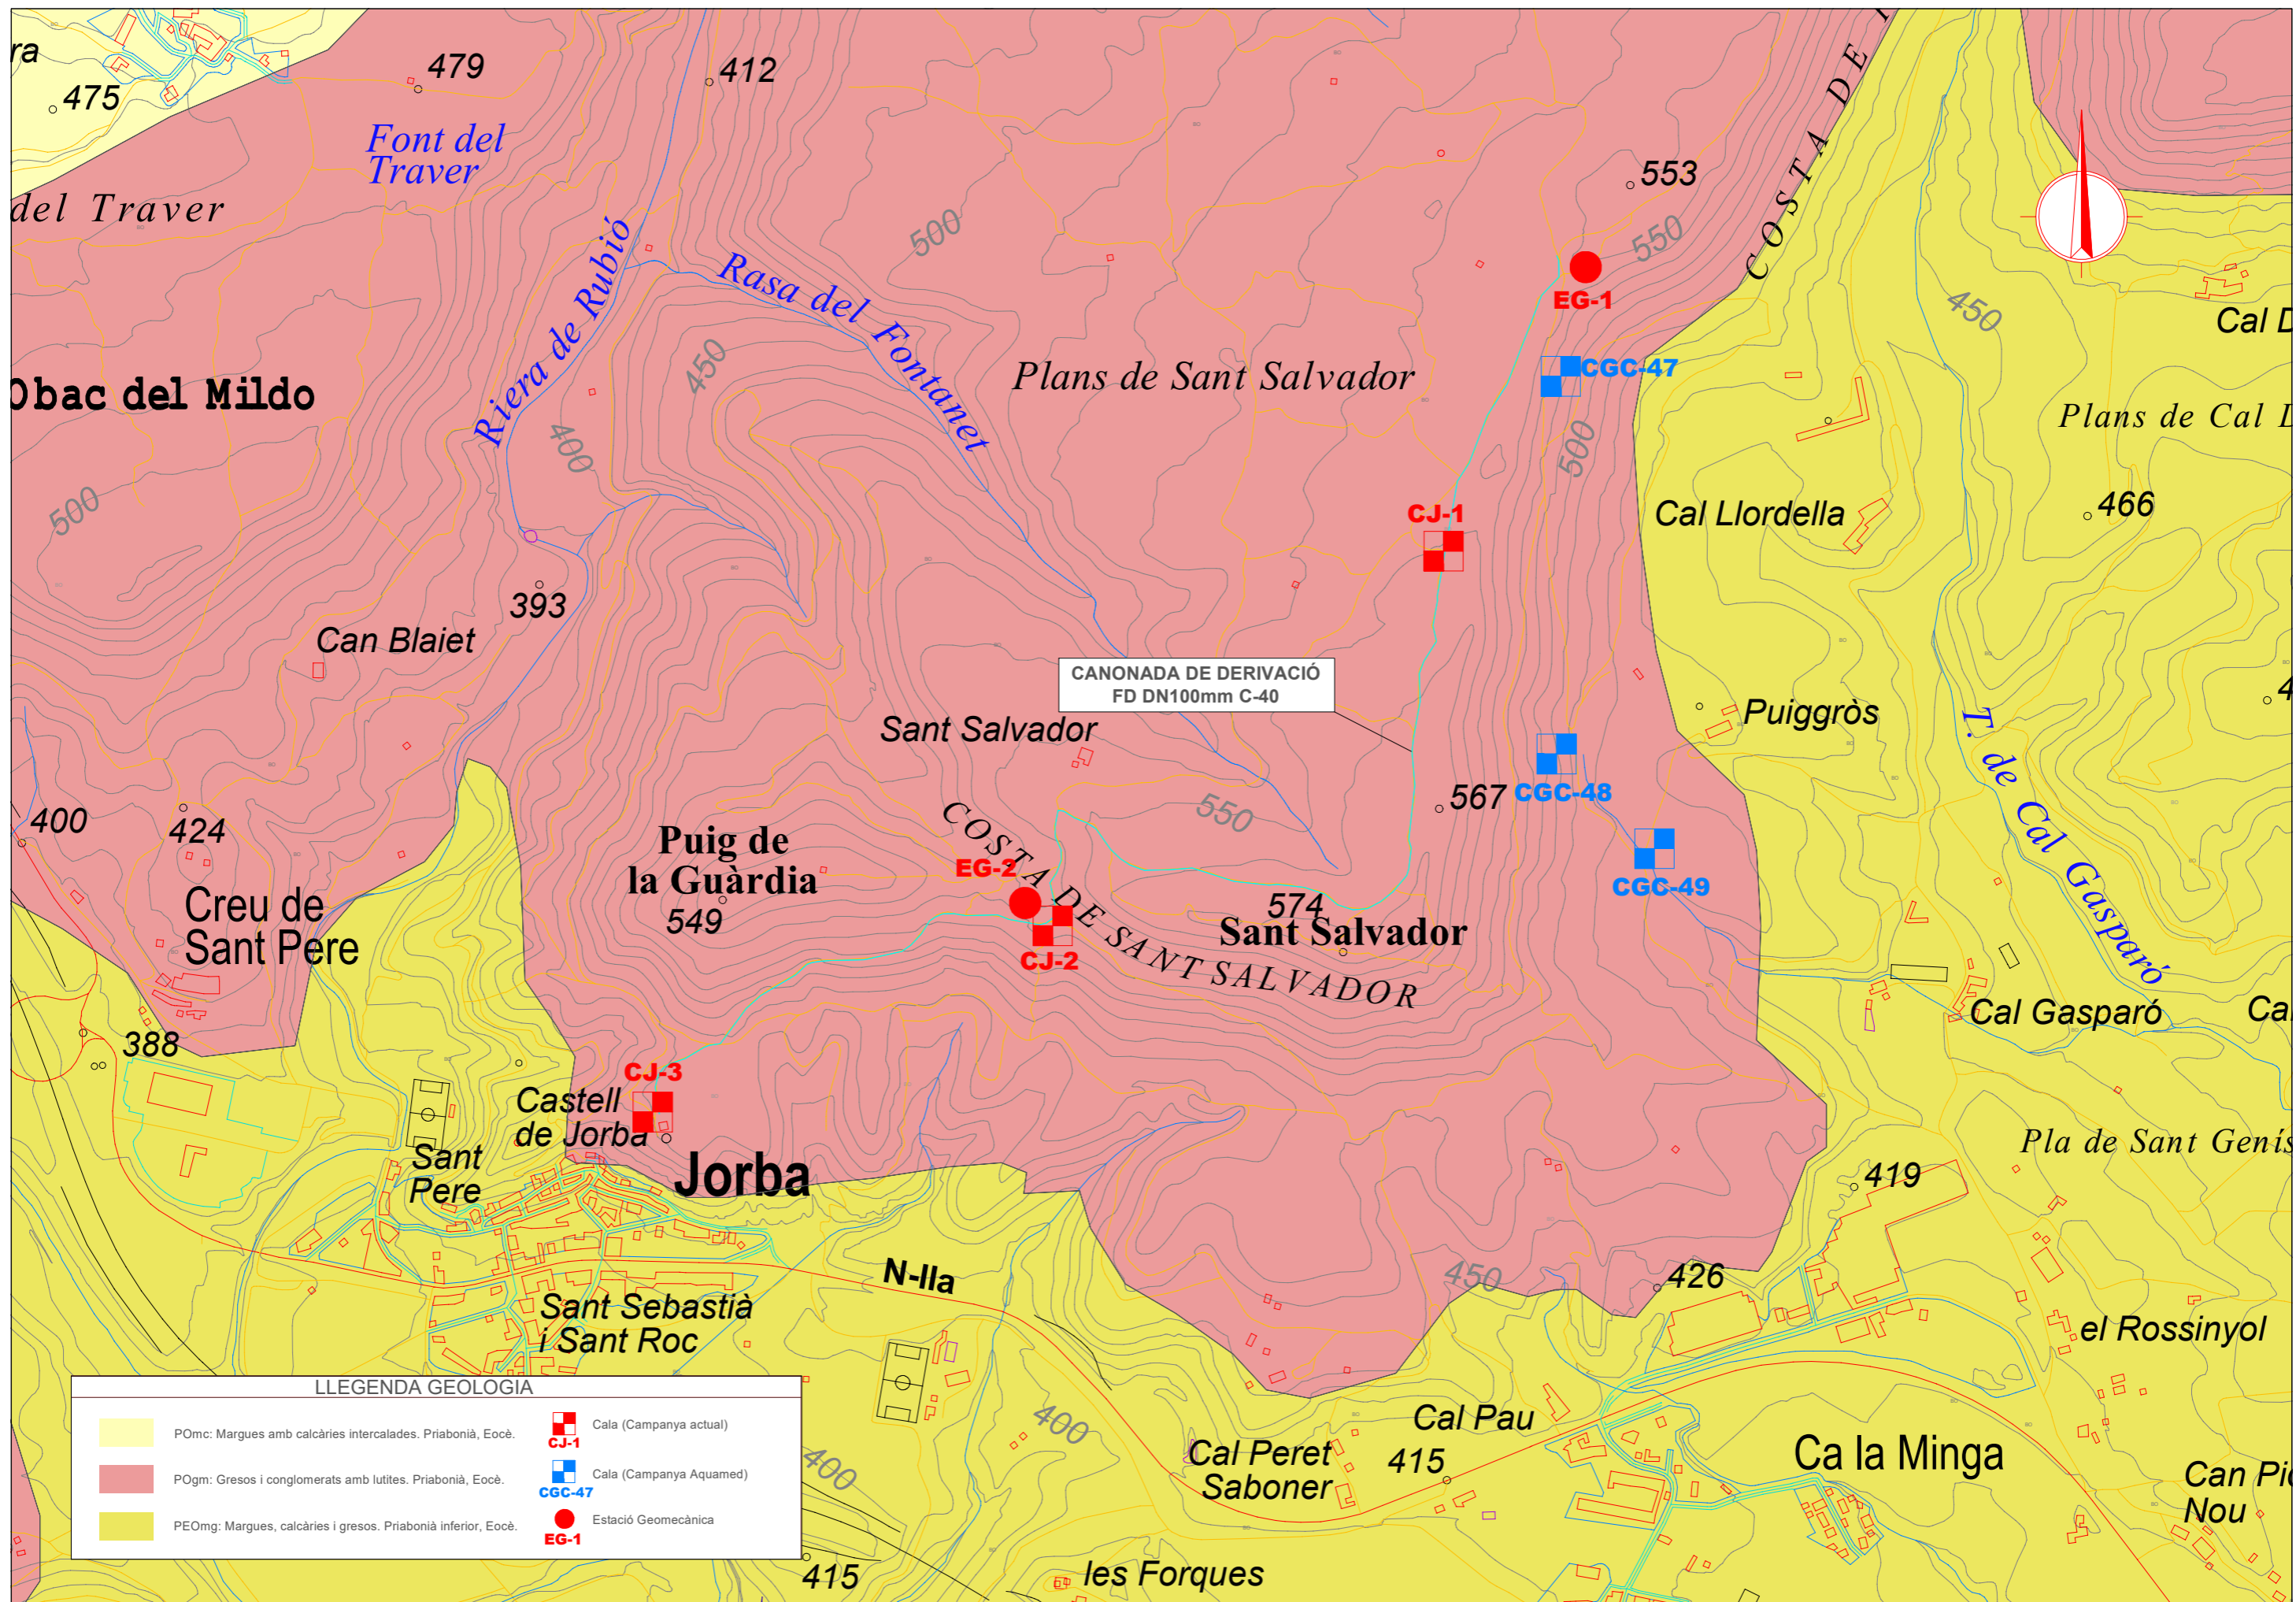 ra
475
479
412
Font del
Traver
del Traver
553
550
500
COSTA DE
Riera de Rubió
Rasa del Fontanet
EG-1
450
Cal D
450
CGC-47
Plans de Sant Salvador
Obac del Mildo
Plans de Cal
400
500
500
466
CJ-1
Cal Llordella
393
Can Blaiet
CANONADA DE DERIVACIÓ
FD DN100mm C-40
4
Puiggròs
Sant Salvador
T. de Cal Gasparó
400
424
550
567
CGC-48
Puig de
la Guàrdia
549
EG-2
COSTA DE SANT SALVADOR
CGC-49
Creu de
Sant Pere
574
Sant Salvador
CJ-2
Cal Gasparó
Ca
388
CJ-3
Castell
de Jorba
Pla de Sant Genís
Sant
Pere
Jorba
419
N-IIa
450
426
Sant Sebastià
i Sant Roc
el Rossinyol
LLEGENDA GEOLOGIA
POmc: Margues amb calcàries intercalades. Priabonià, Eocè.
Cala (Campanya actual)
CJ-1
POgm: Gresos i conglomerats amb lutites. Priabonià, Eocè.
Cala (Campanya Aquamed)
CGC-47
PEOmg: Margues, calcàries i gresos. Priabonià inferior, Eocè.
Estació Geomecànica
EG-1
400
400
Cal Pau
Cal Peret
Saboner
415
Ca la Minga
Can Pi
Nou
415
les Forques